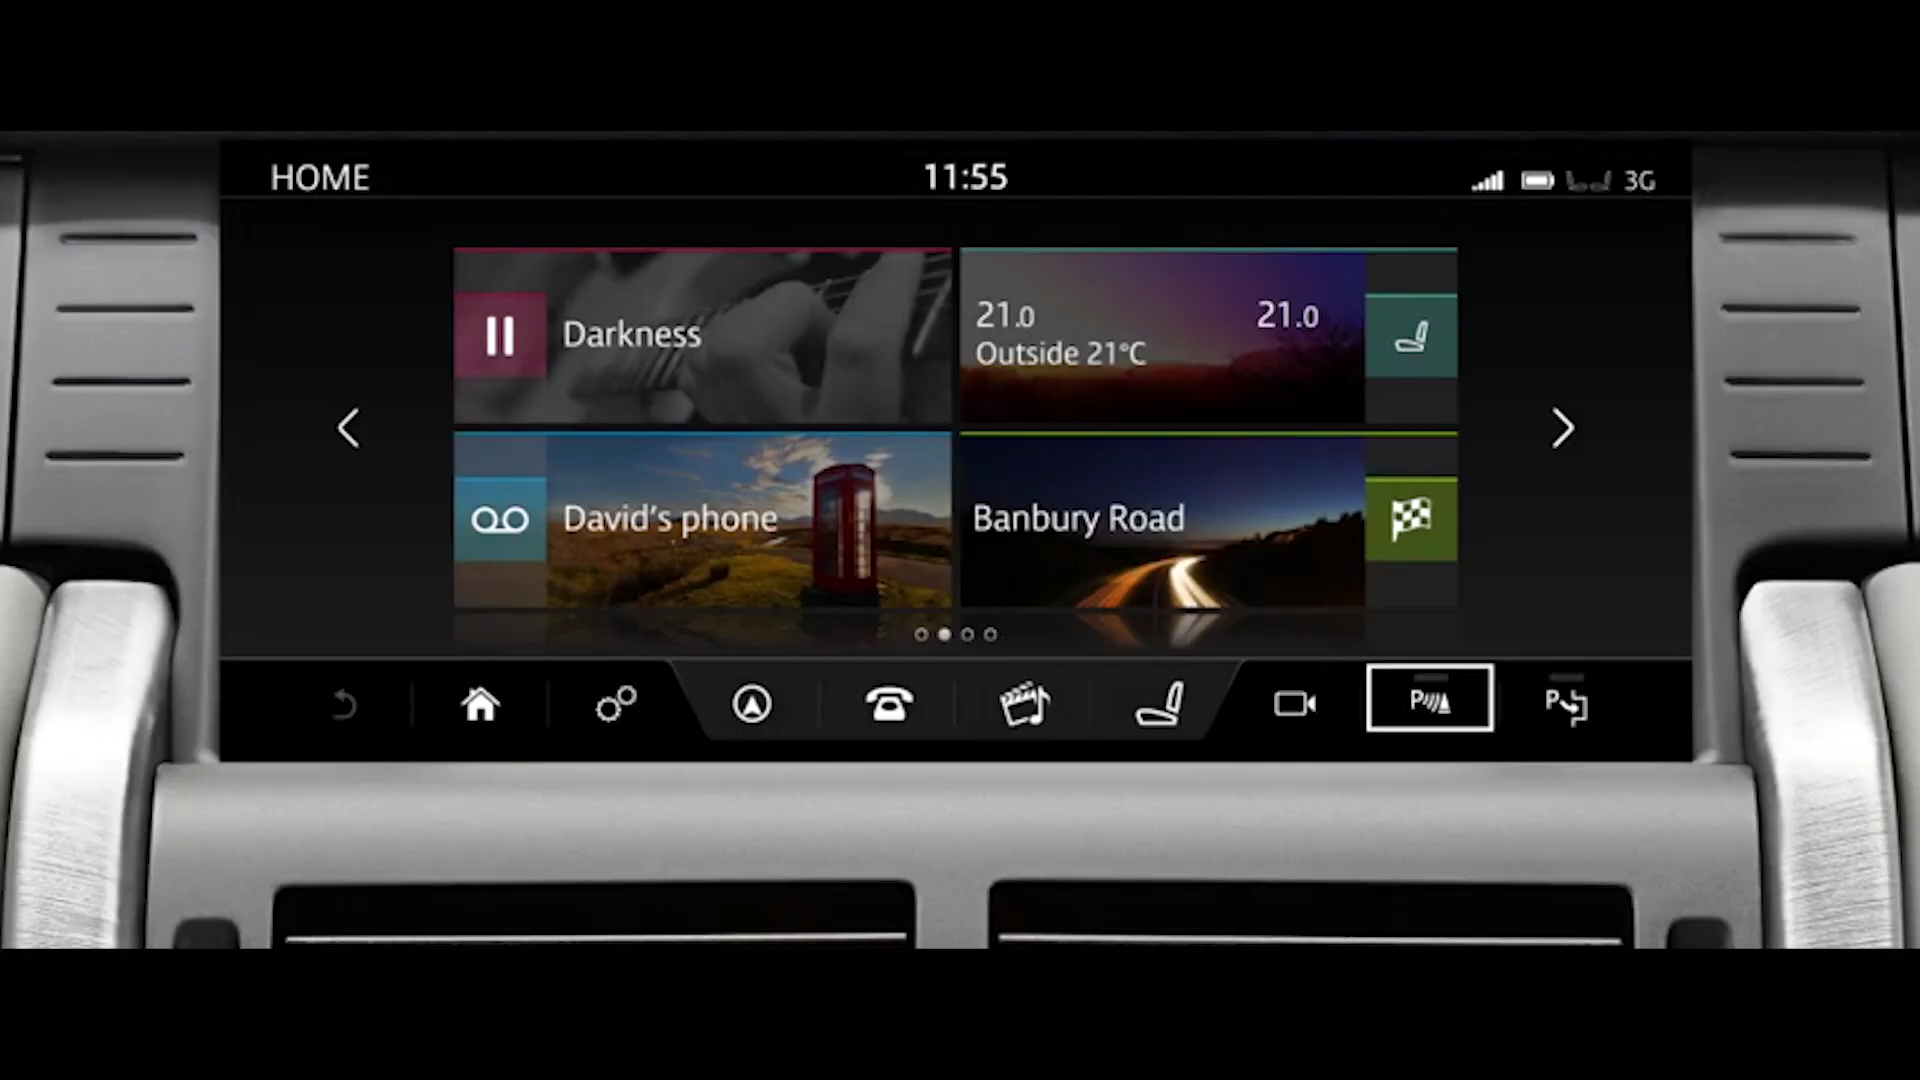 HOME
11:55
3G
Darkness
21.0
21.0
Outside 21°C
David's phone
Banbury Road
P
P